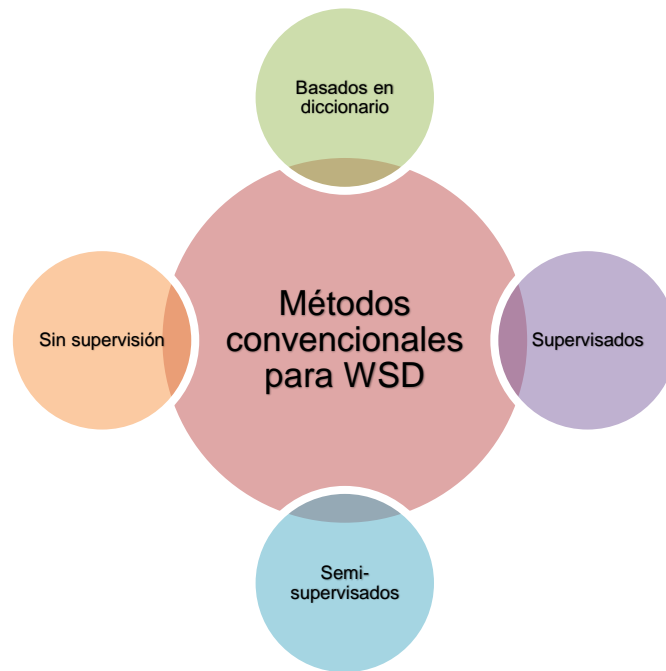 Basados en
diccionario
Sin supervisión
Métodos
convencionales
para WSD
Supervisados
Semi-
supervisados